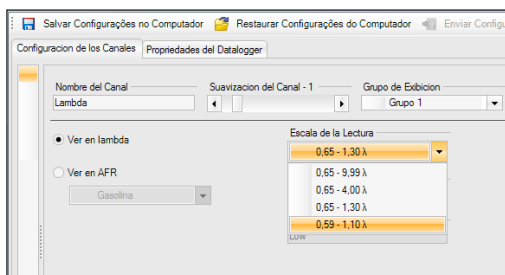 Salvar Configurações no Computador Restaurar Configurações do Computador Enviar Configu
Configuracion de los Canales Propriedades del Datalogger
Nombre del Canal Suavizacion del Canal - 1 Grupo de Exibicion
Lambda Grupo 1
Ver en lambda
Escala de la Lectura
0,65 - 1,30 λ
Ver en AFR
Gasolina
0,65 - 9,99 λ
0,65 - 4,00 λ
0,65 - 1,30 λ
0,59 - 1,10 λ
LOW